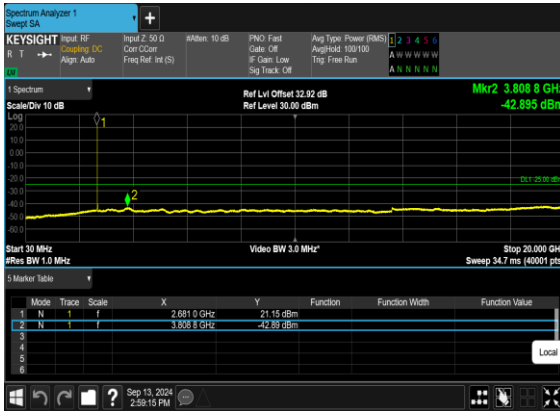 Spectrum Analyzer 1
Swept SA
+
KEYSIGHT Input: RF Input Z: 50 Ω #Atten: 10 dB PNO: Fast Avg Type: Power (RMS) 1 2 3 4 5 6
R T Coupling: DC Corr CCorr Gate: Off Avg|Hold: 100/100 A W W W W W
Align: Auto Freq Ref: Int (S) IF Gain: Low Trig: Free Run
Sig Track: Off A N N N N N
1 Spectrum
Ref Lvl Offset 32.92 dB Mkr2 3.808 8 GHz
Scale/Div 10 dB Ref Level 30.00 dBm -42.895 dBm
Log
1
20.0
10.0
0.00
-10.0
-20.0
DL1 -25.00 dBm
-30.0
2
-40.0
-50.0
-60.0
Start 30 MHz Video BW 3.0 MHz* Stop 20.000 GHz
#Res BW 1.0 MHz Sweep 34.7 ms (40001 pts)
5 Marker Table
Mode Trace Scale X Y Function Function Width Function Value
1 N 1 f 2.681 0 GHz 21.15 dBm
2 N 1 f 3.808 8 GHz -42.89 dBm
3
4
5
6
Local
? Sep 13, 2024
2:59:15 PM